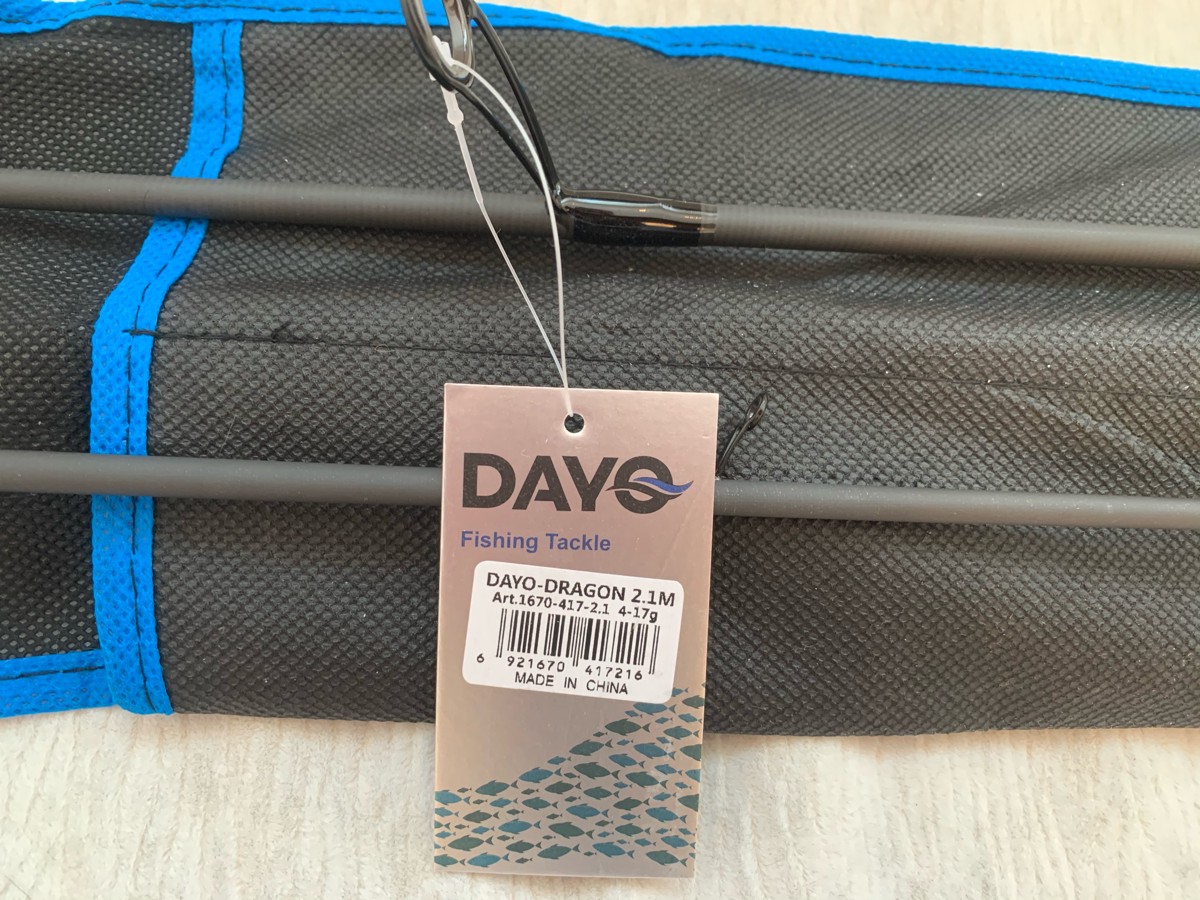 DAYO
Fishing Tackle
DAYO-DRAGON 2.1M
Art.1670-417-2.1 4-17g
6 921670 417216
MADE IN CHINA